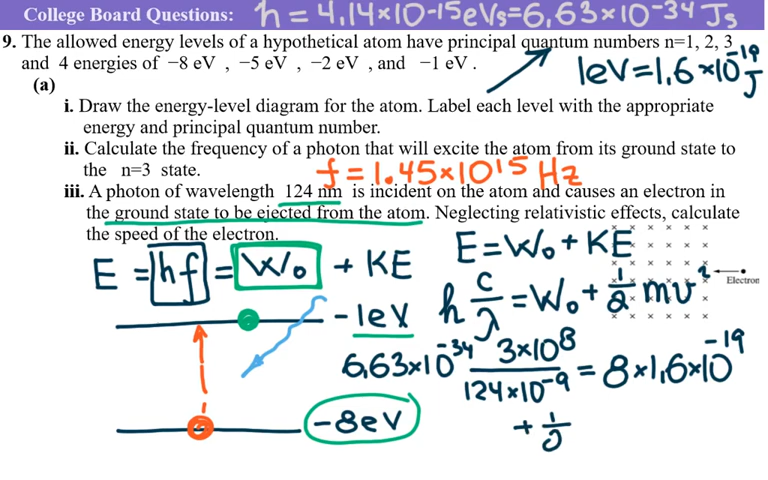 College Board Questions: h = 4,14×10-15eVs=6,63×10-34 Js
9. The allowed energy levels of a hypothetical atom have principal quantum numbers n=1, 2, 3
and 4 energies of −8 eV , −5 eV , −2 eV , and −1 eV .
1eV=1,6×10-19 J
(a)
i. Draw the energy-level diagram for the atom. Label each level with the appropriate
energy and principal quantum number.
ii. Calculate the frequency of a photon that will excite the atom from its ground state to
the n=3 state.
f=1.45×1015 Hz
iii. A photon of wavelength 124 nm is incident on the atom and causes an electron in
the ground state to be ejected from the atom. Neglecting relativistic effects, calculate
the speed of the electron.
E = hf = W0 + KE
E=W0+KE
h c/λ = W0 + 1/2 mv2
Electron
-1eV
6,63×10-34 3×108/124×10-9 = 8×1,6×10-19
-8eV
+ 1/2